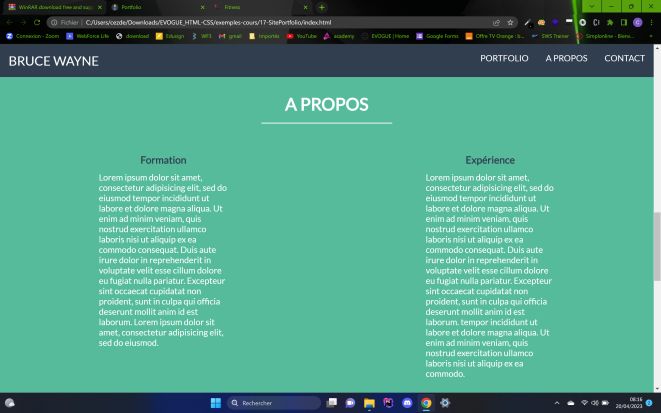 WinRAR download free and supp
Portfolio
Fitness
Fichier | C:/Users/cezde/Downloads/EVOGUE_HTML-CSS/exemples-cours/17-SitePortfolio/index.html
Connexion - Zoom
WebForce Life
download
Edusign
WF3
gmail
Importés
YouTube
academy
EVOGUE | Home
Google Forms
Offre TV Orange : b...
SWS Trainer
Simplonline - Bienv...
BRUCE WAYNE
PORTFOLIO
A PROPOS
CONTACT
A PROPOS
Formation
Lorem ipsum dolor sit amet,
consectetur adipisicing elit, sed do
eiusmod tempor incididunt ut
labore et dolore magna aliqua. Ut
enim ad minim veniam, quis
nostrud exercitation ullamco
laboris nisi ut aliquip ex ea
commodo consequat. Duis aute
irure dolor in reprehenderit in
voluptate velit esse cillum dolore
eu fugiat nulla pariatur. Excepteur
sint occaecat cupidatat non
proident, sunt in culpa qui officia
deserunt mollit anim id est
laborum. Lorem ipsum dolor sit
amet, consectetur adipisicing elit,
sed do eiusmod.
Expérience
Lorem ipsum dolor sit amet,
consectetur adipisicing elit, sed do
eiusmod tempor incididunt ut
labore et dolore magna aliqua. Ut
enim ad minim veniam, quis
nostrud exercitation ullamco
laboris nisi ut aliquip ex ea
commodo consequat. Duis aute
irure dolor in reprehenderit in
voluptate velit esse cillum dolore
eu fugiat nulla pariatur. Excepteur
sint occaecat cupidatat non
proident, sunt in culpa qui officia
deserunt mollit anim id est
laborum. tempor incididunt ut
labore et dolore magna aliqua. Ut
enim ad minim veniam, quis
nostrud exercitation ullamco
laboris nisi ut aliquip ex ea
commodo.
Rechercher
08:16
20/04/2023